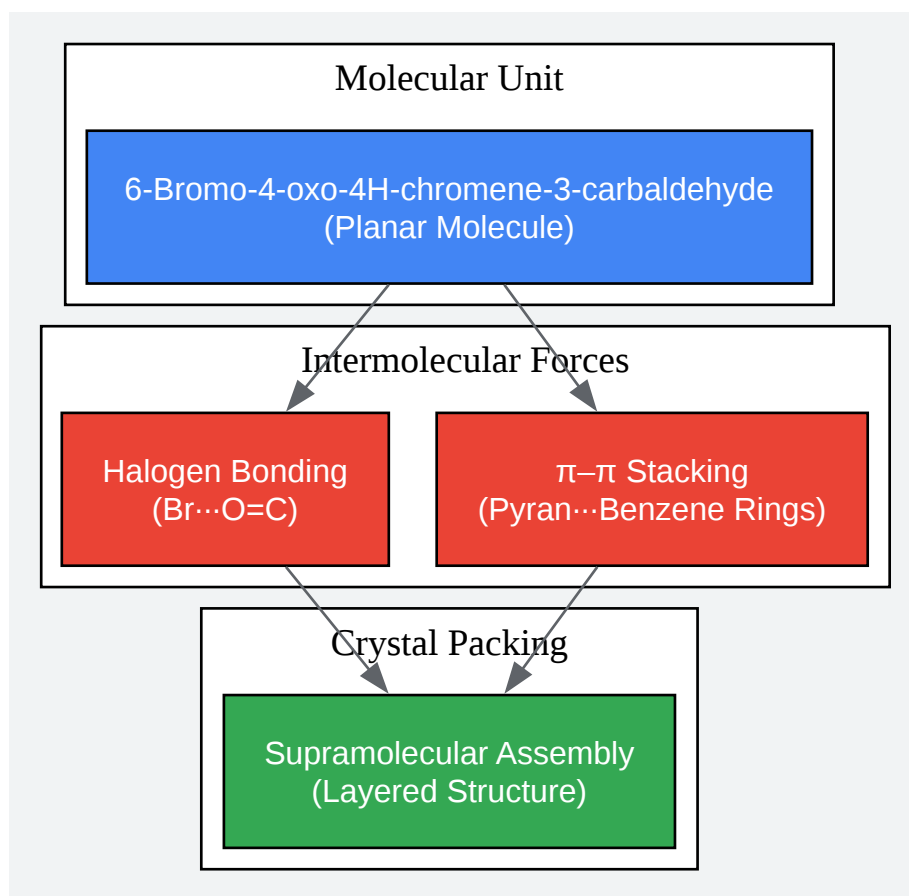 Molecular Unit
6-Bromo-4-oxo-4H-chromene-3-carbaldehyde
(Planar Molecule)
Intermolecular Forces
Halogen Bonding
(Br···O=C)
π–π Stacking
(Pyran···Benzene Rings)
Crystal Packing
Supramolecular Assembly
(Layered Structure)